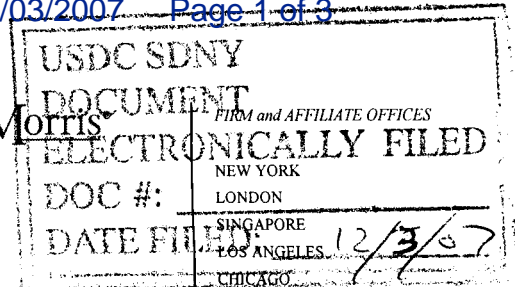 /03/2007 Page 1 of 3
USDC SDNY
DOCUMENT
Morris
FIRM and AFFILIATE OFFICES
ELECTRONICALLY FILED
NEW YORK
DOC #:
LONDON
SINGAPORE
DATE FILED: 12/3/07
LOS ANGELES
CHICAGO